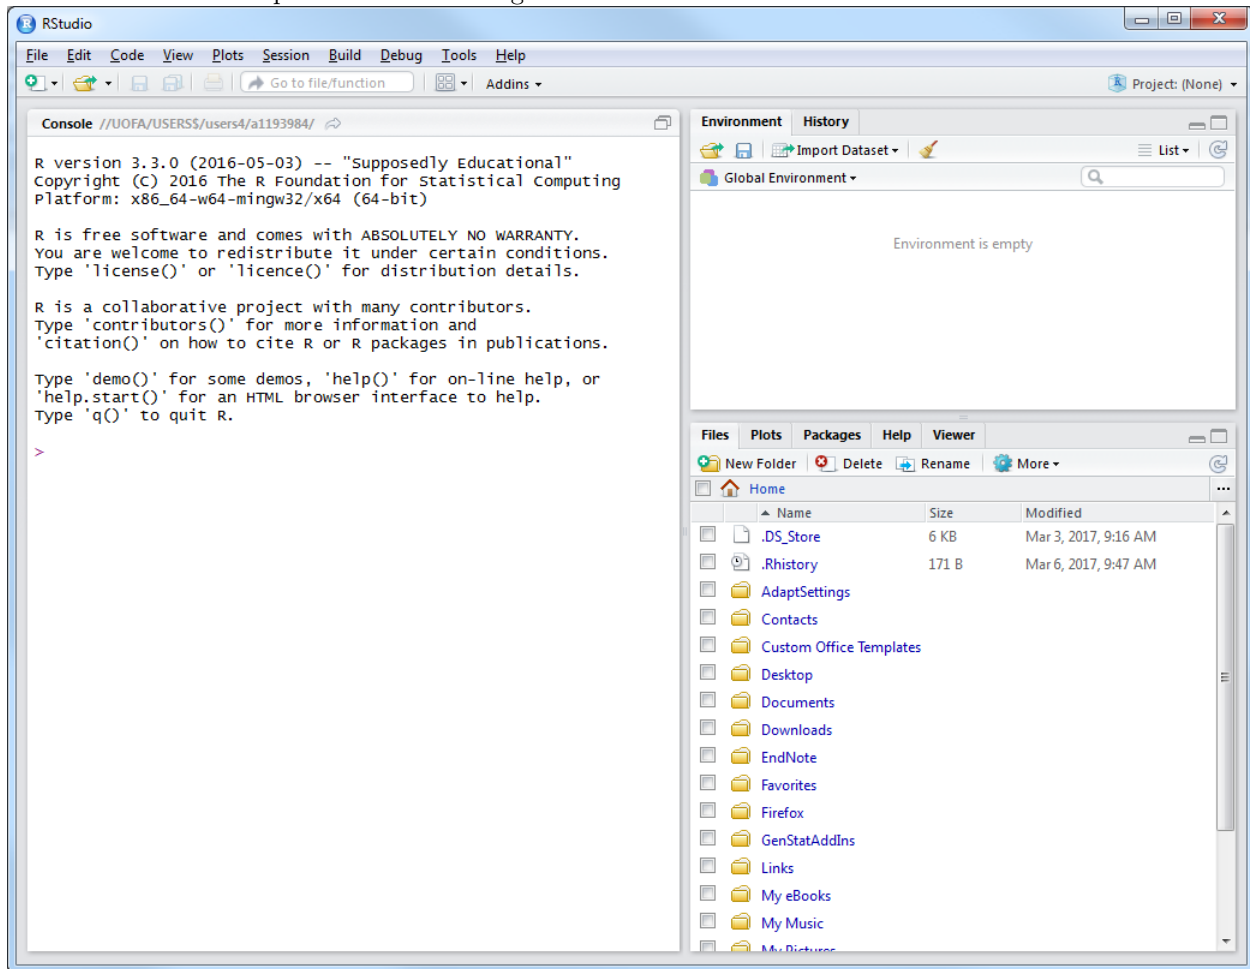 RStudio
File Edit Code View Plots Session Build Debug Tools Help
Go to file/function Addins Project: (None)
Console //UOFA/USERS$/users4/a1193984/
R version 3.3.0 (2016-05-03) -- "Supposedly Educational"
Copyright (C) 2016 The R Foundation for Statistical Computing
Platform: x86_64-w64-mingw32/x64 (64-bit)
R is free software and comes with ABSOLUTELY NO WARRANTY.
You are welcome to redistribute it under certain conditions.
Type 'license()' or 'licence()' for distribution details.
R is a collaborative project with many contributors.
Type 'contributors()' for more information and
'citation()' on how to cite R or R packages in publications.
Type 'demo()' for some demos, 'help()' for on-line help, or
'help.start()' for an HTML browser interface to help.
Type 'q()' to quit R.
>
Environment History
Import Dataset List
Global Environment
Environment is empty
Files Plots Packages Help Viewer
New Folder Delete Rename More
Home ...
Name Size Modified
.DS_Store 6 KB Mar 3, 2017, 9:16 AM
.Rhistory 171 B Mar 6, 2017, 9:47 AM
AdaptSettings
Contacts
Custom Office Templates
Desktop
Documents
Downloads
EndNote
Favorites
Firefox
GenStatAddIns
Links
My eBooks
My Music
My Pictures